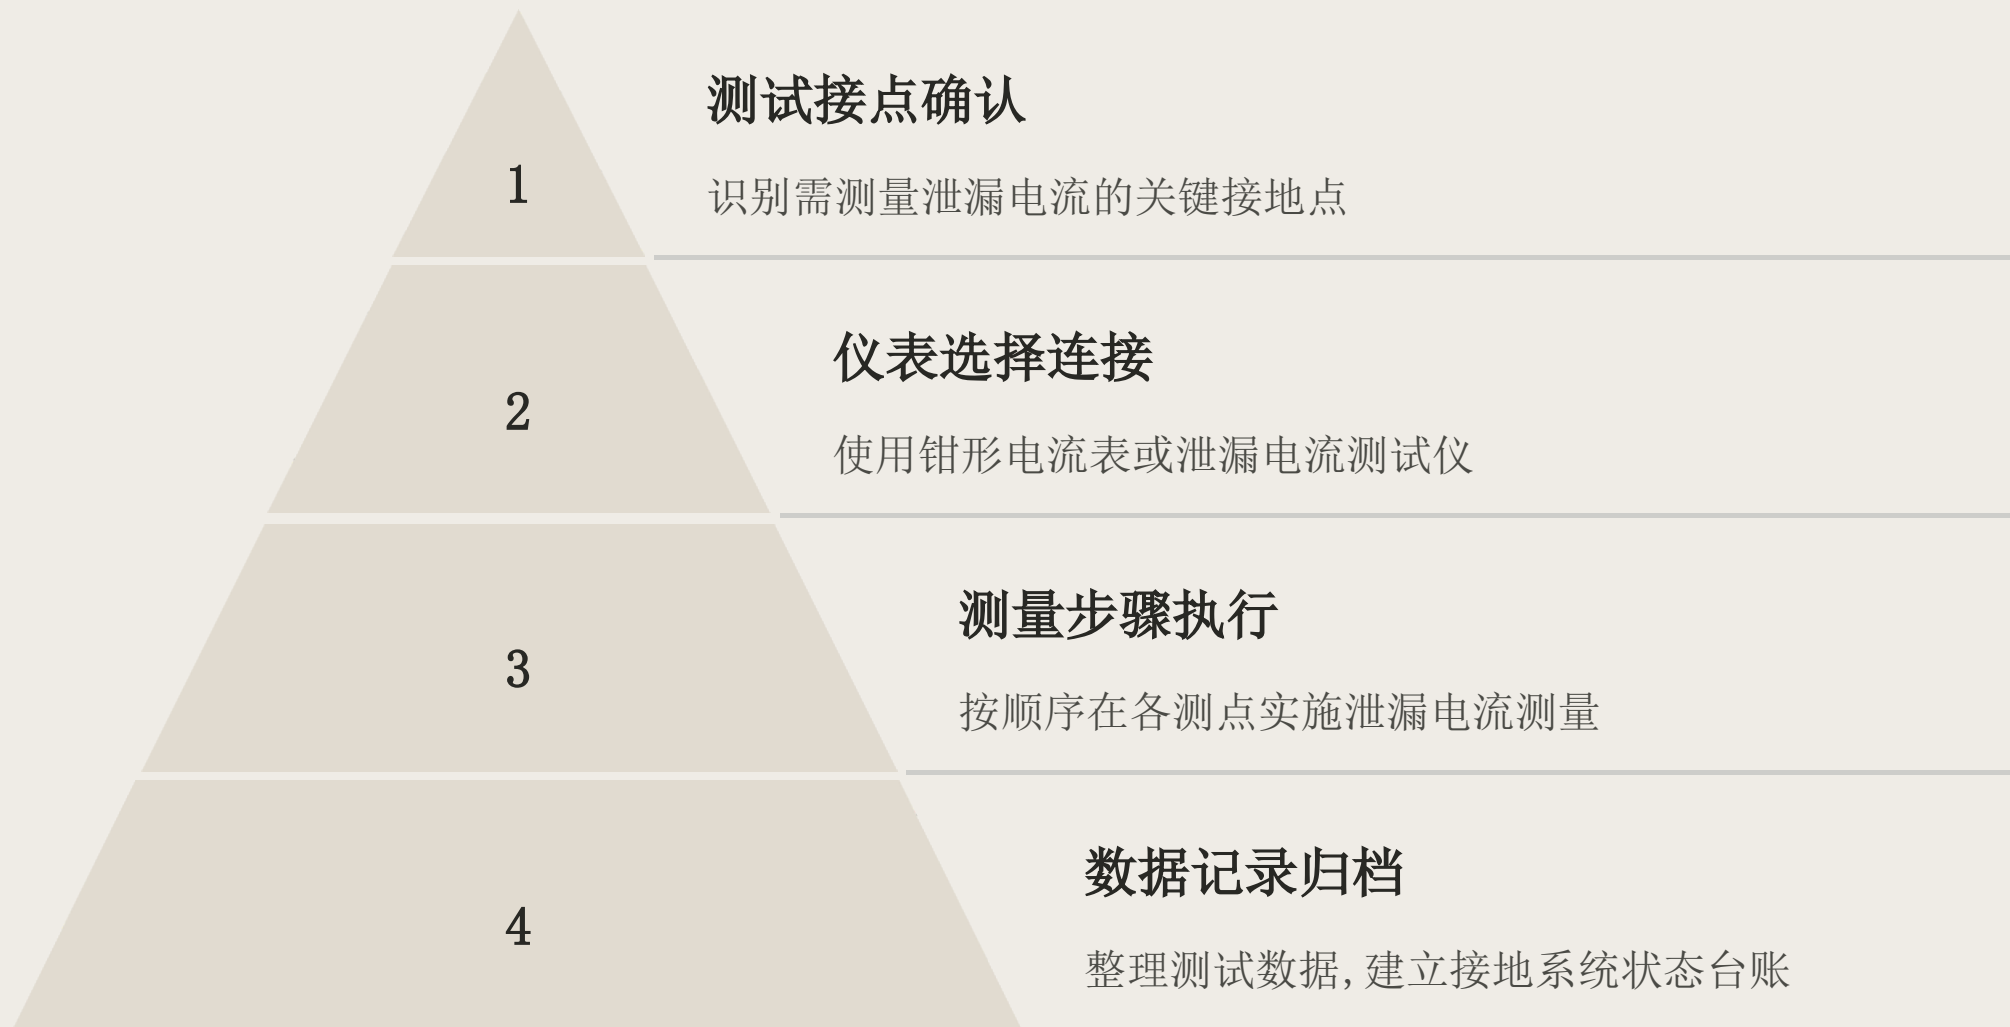 测试接点确认
1
识别需测量泄漏电流的关键接地点
仪表选择连接
2
使用钳形电流表或泄漏电流测试仪
测量步骤执行
3
按顺序在各测点实施泄漏电流测量
数据记录归档
4
整理测试数据,建立接地系统状态台账